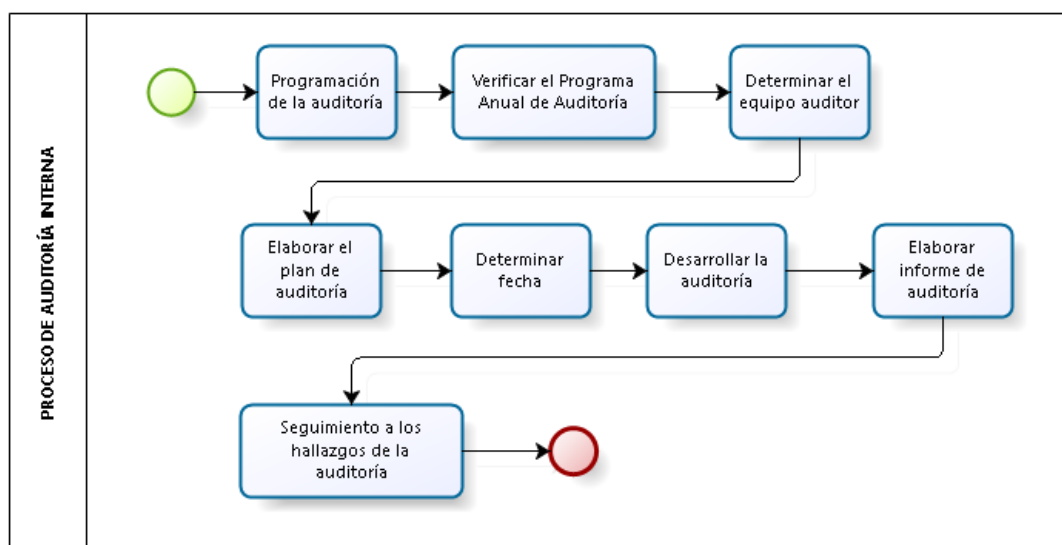 PROCESO DE AUDITORÍA INTERNA
Programación
de la auditoría
Verificar el Programa
Anual de Auditoría
Determinar el
equipo auditor
Elaborar el
plan de
auditoría
Determinar
fecha
Desarrollar la
auditoría
Elaborar
informe de
auditoría
Seguimiento a los
hallazgos de la
auditoría